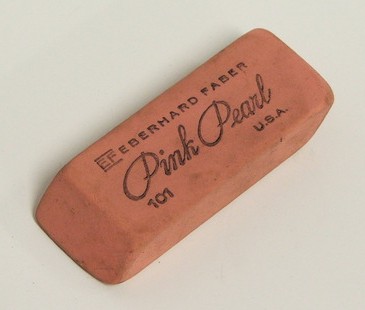 EF EBERHARD FABER
Pink Pearl
101 U.S.A.